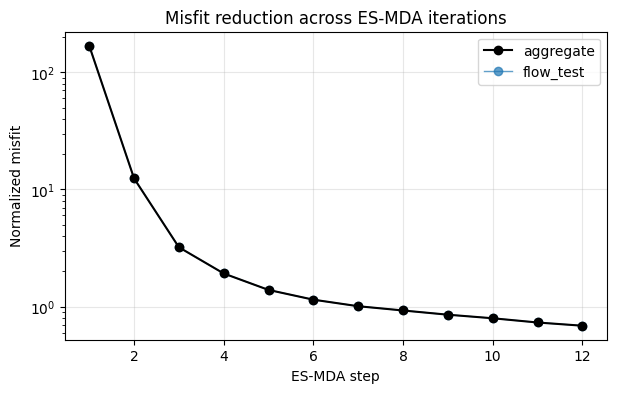 Misfit reduction across ES-MDA iterations
aggregate
flow_test
Normalized misfit
10²
10¹
10⁰
2 4 6 8 10 12
ES-MDA step